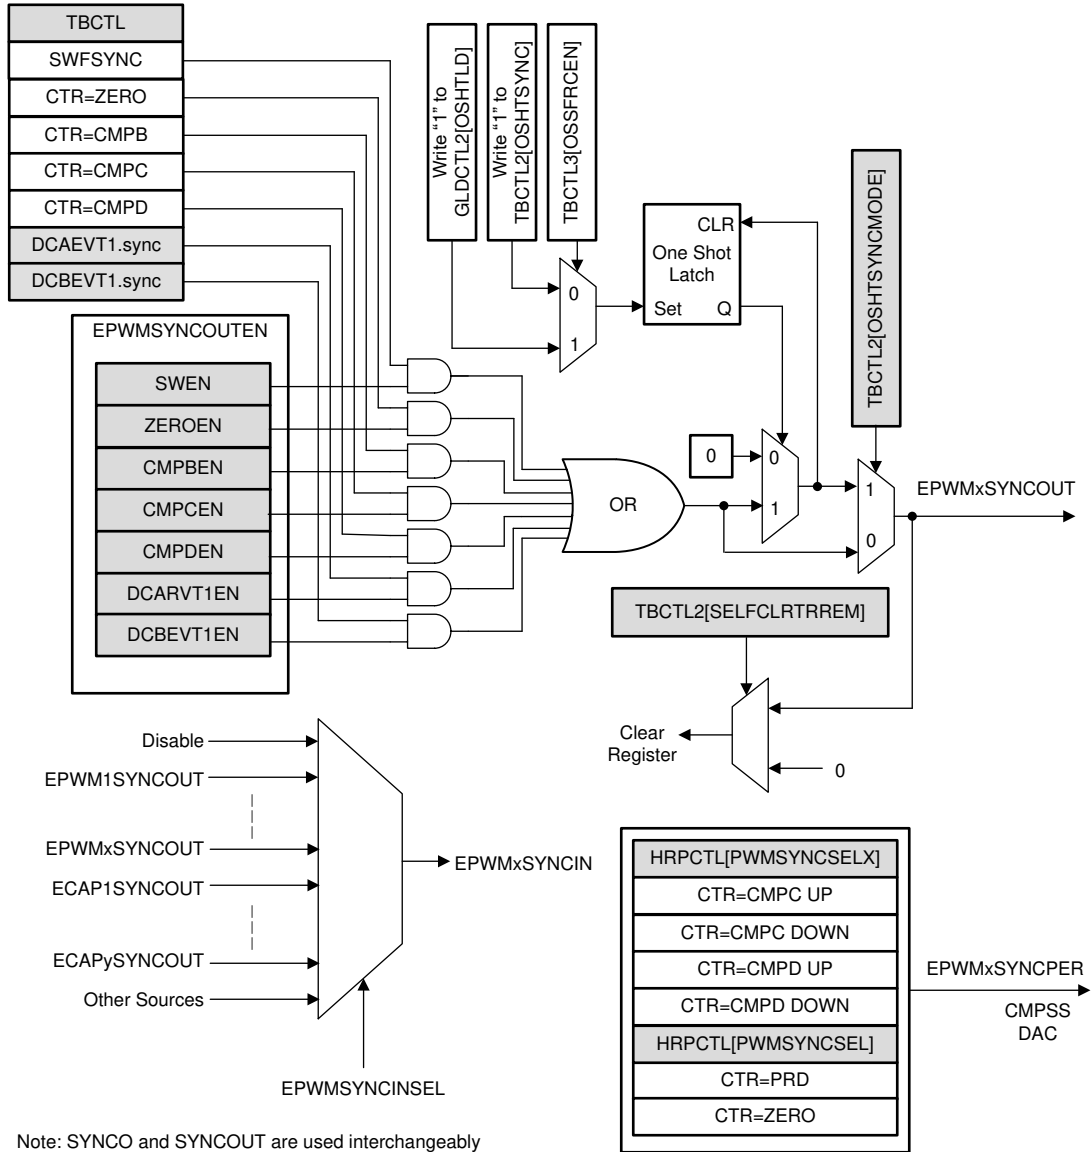 TBCTL
SWFSYNC
CTR=ZERO
CTR=CMPB
CTR=CMPC
CTR=CMPD
DCAEVT1.sync
DCBEVT1.sync
EPWMSYNCOUTEN
SWEN
ZEROEN
CMPBEN
CMPCEN
CMPDEN
DCARVT1EN
DCBEVT1EN
Write “1” to
GLDCTL2[OSHTLD]
Write “1” to
TBCTL2[OSHTSYNC]
TBCTL3[OSSFRCEN]
0
1
CLR
One Shot
Latch
Set
Q
TBCTL2[OSHTSYNCMODE]
OR
0
0
1
1
0
EPWMxSYNCOUT
TBCTL2[SELFCLRTRREM]
Clear
Register
0
Disable
EPWM1SYNCOUT
EPWMxSYNCOUT
ECAP1SYNCOUT
ECAPySYNCOUT
Other Sources
EPWMxSYNCIN
EPWMSYNCINSEL
HRPCTL[PWMSYNCSELX]
CTR=CMPC UP
CTR=CMPC DOWN
CTR=CMPD UP
CTR=CMPD DOWN
HRPCTL[PWMSYNCSEL]
CTR=PRD
CTR=ZERO
EPWMxSYNCPER
CMPSS
DAC
Note: SYNCO and SYNCOUT are used interchangeably